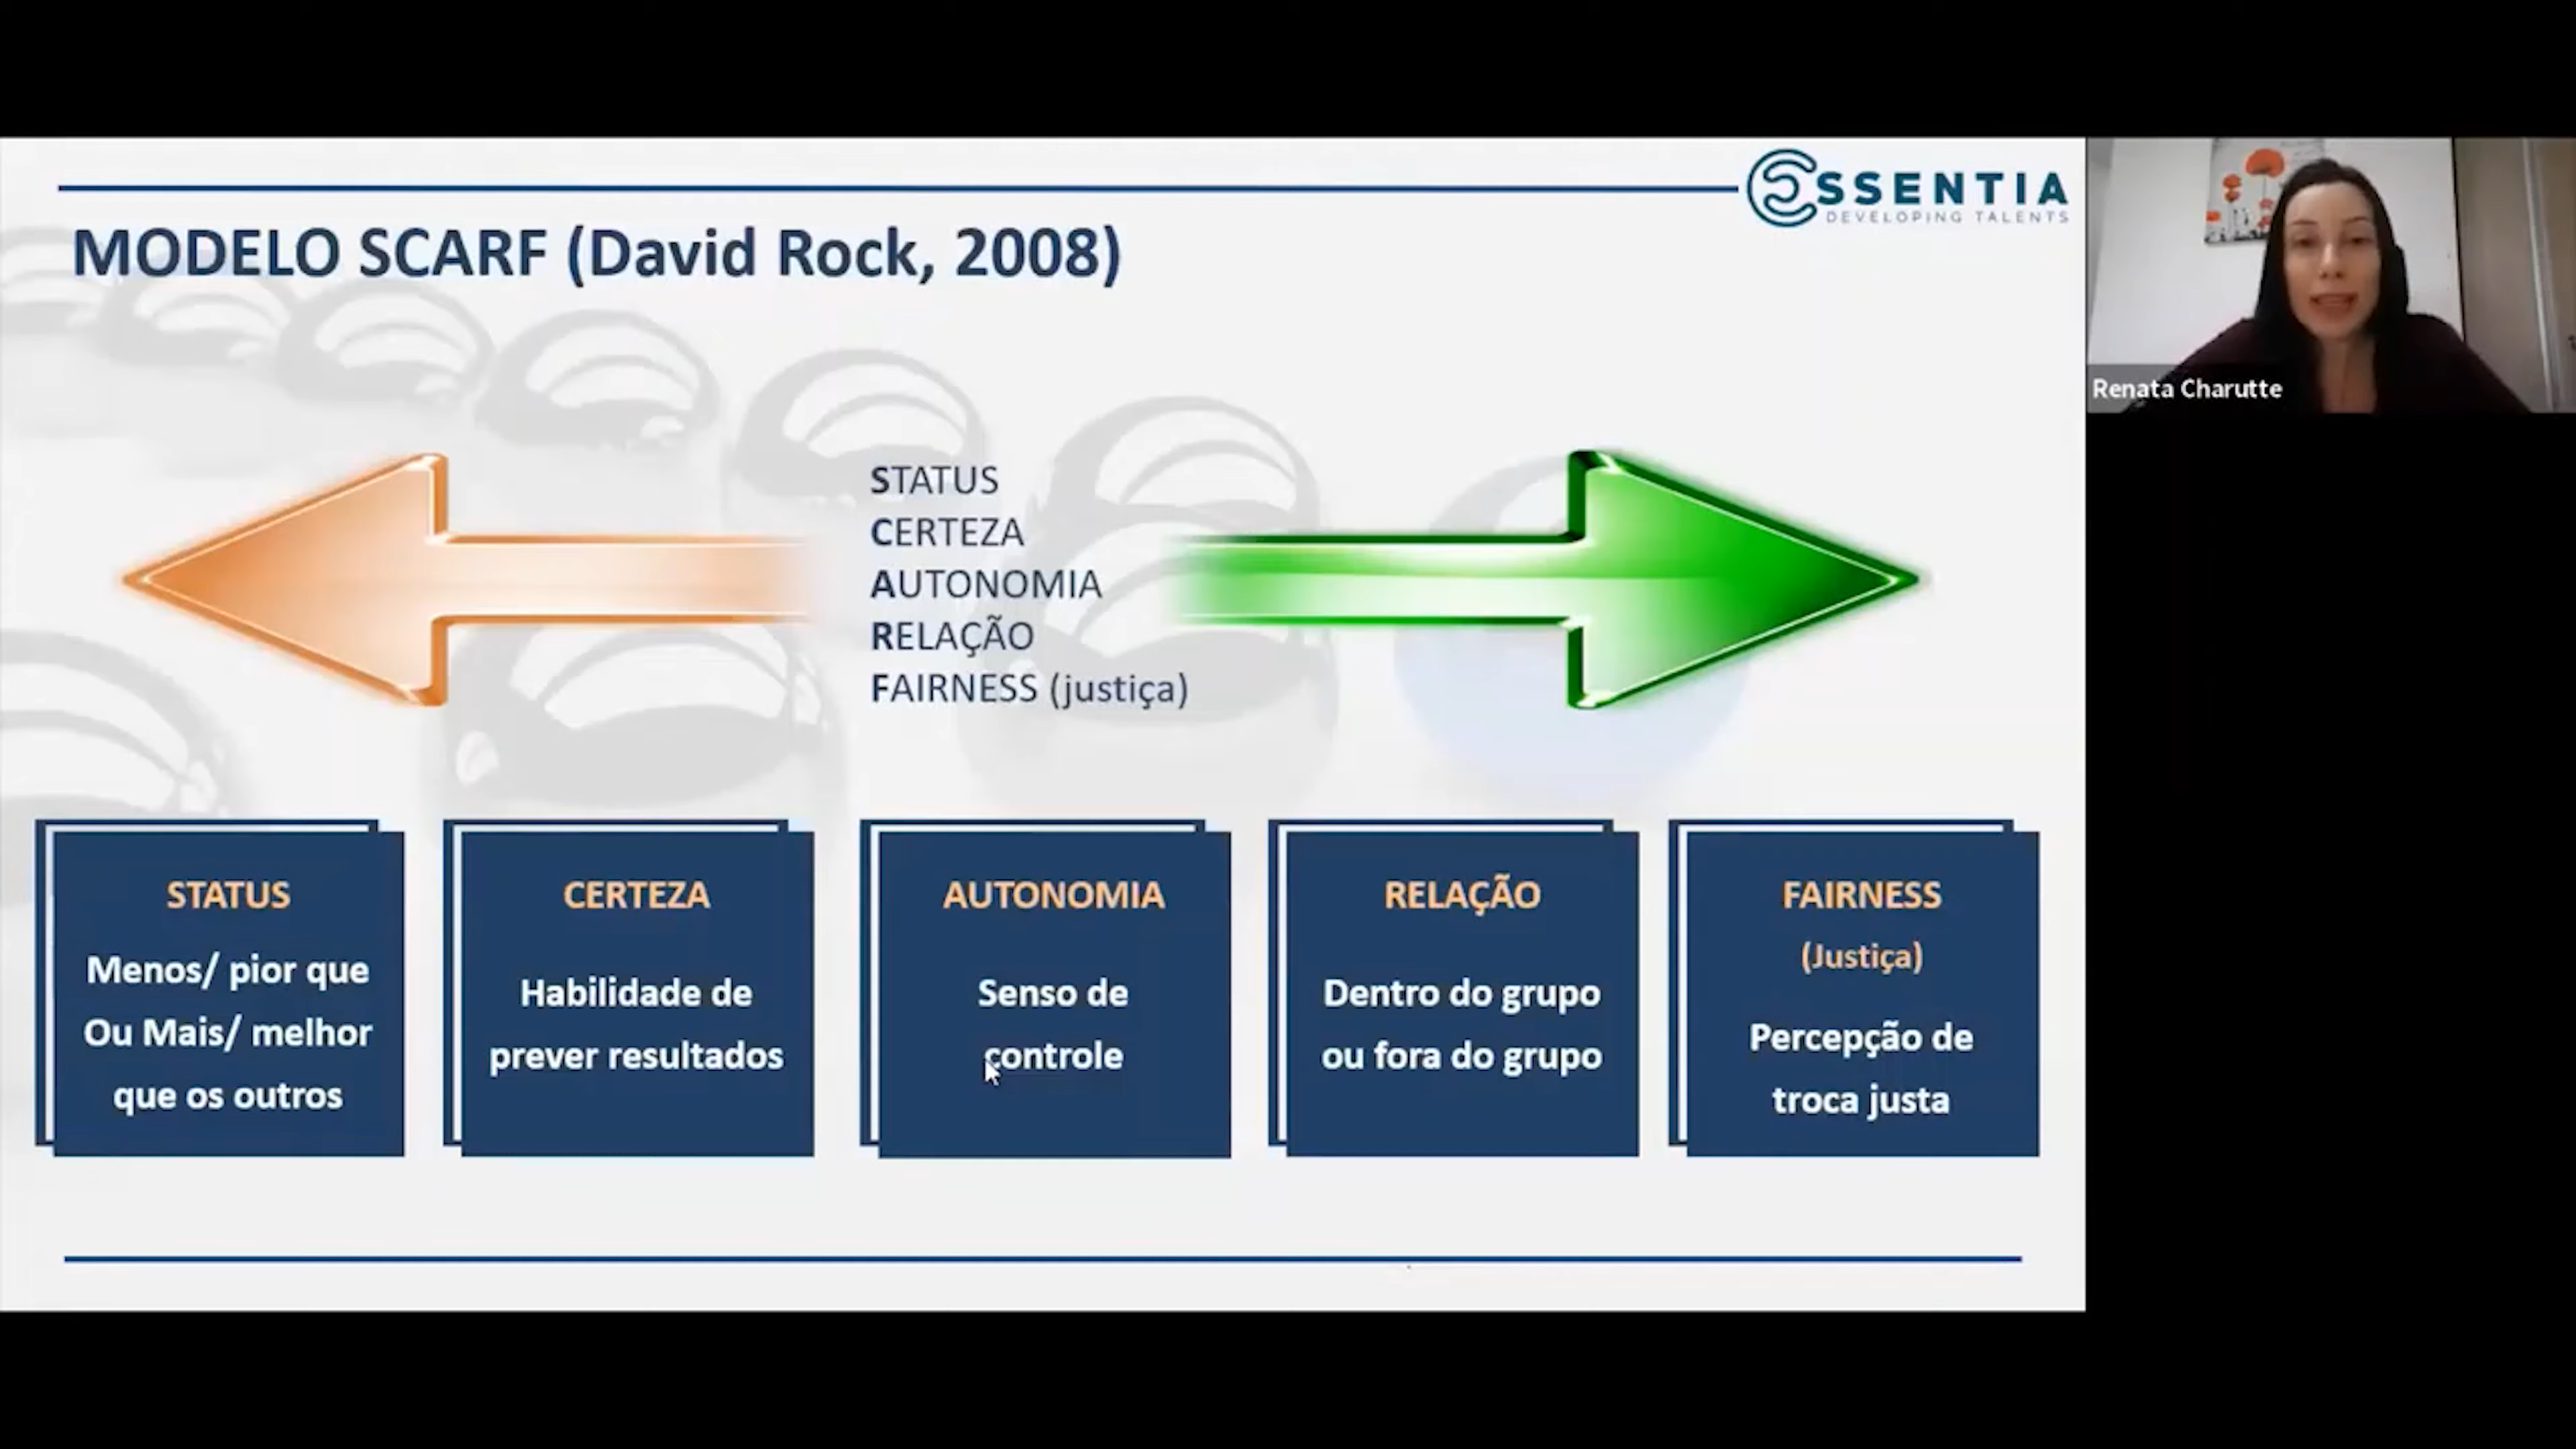 ESSENTIA
DEVELOPING TALENTS
MODELO SCARF (David Rock, 2008)
Renata Charutte
STATUS
CERTEZA
AUTONOMIA
RELAÇÃO
FAIRNESS (justiça)
STATUS
Menos/ pior que
Ou Mais/ melhor
que os outros
CERTEZA
Habilidade de
prever resultados
AUTONOMIA
Senso de
controle
RELAÇÃO
Dentro do grupo
ou fora do grupo
FAIRNESS
(Justiça)
Percepção de
troca justa